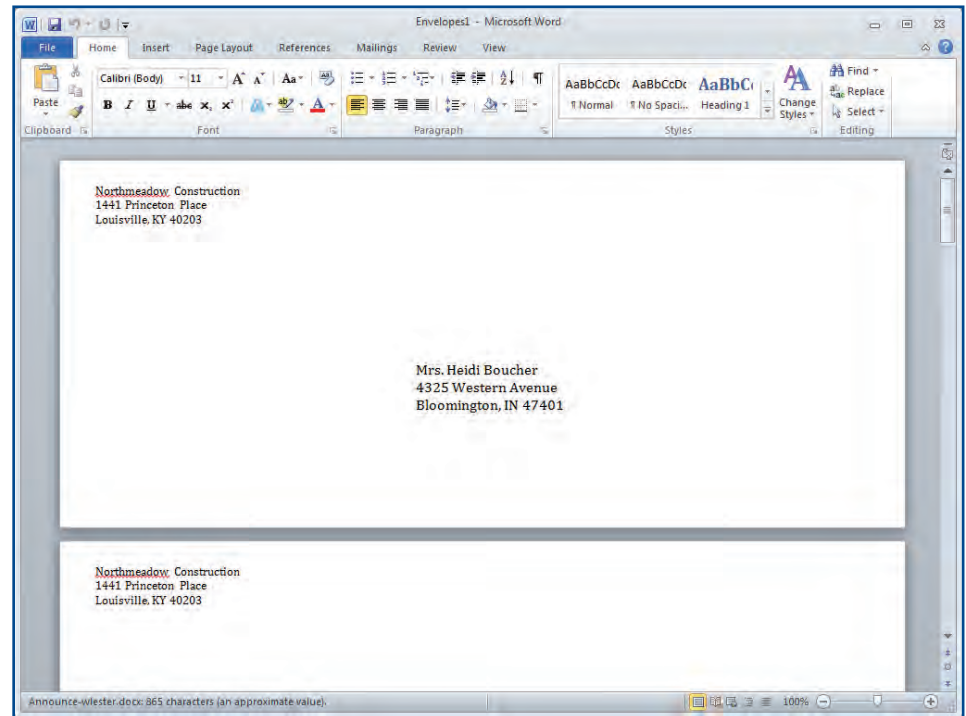 Envelopes1 - Microsoft Word
File Home Insert Page Layout References Mailings Review View
Paste
Calibri (Body) 11 A A Aa
B I U abc x, x² A
AaBbCcDc AaBbCcDc AaBbC
¶ Normal ¶ No Spaci... Heading 1
Change Styles
Find
Replace
Select
Clipboard Font Paragraph Styles Editing
Northmeadow Construction
1441 Princeton Place
Louisville, KY 40203
Mrs. Heidi Boucher
4325 Western Avenue
Bloomington, IN 47401
Northmeadow Construction
1441 Princeton Place
Louisville, KY 40203
Announce-wlester.docx: 865 characters (an approximate value). 100%